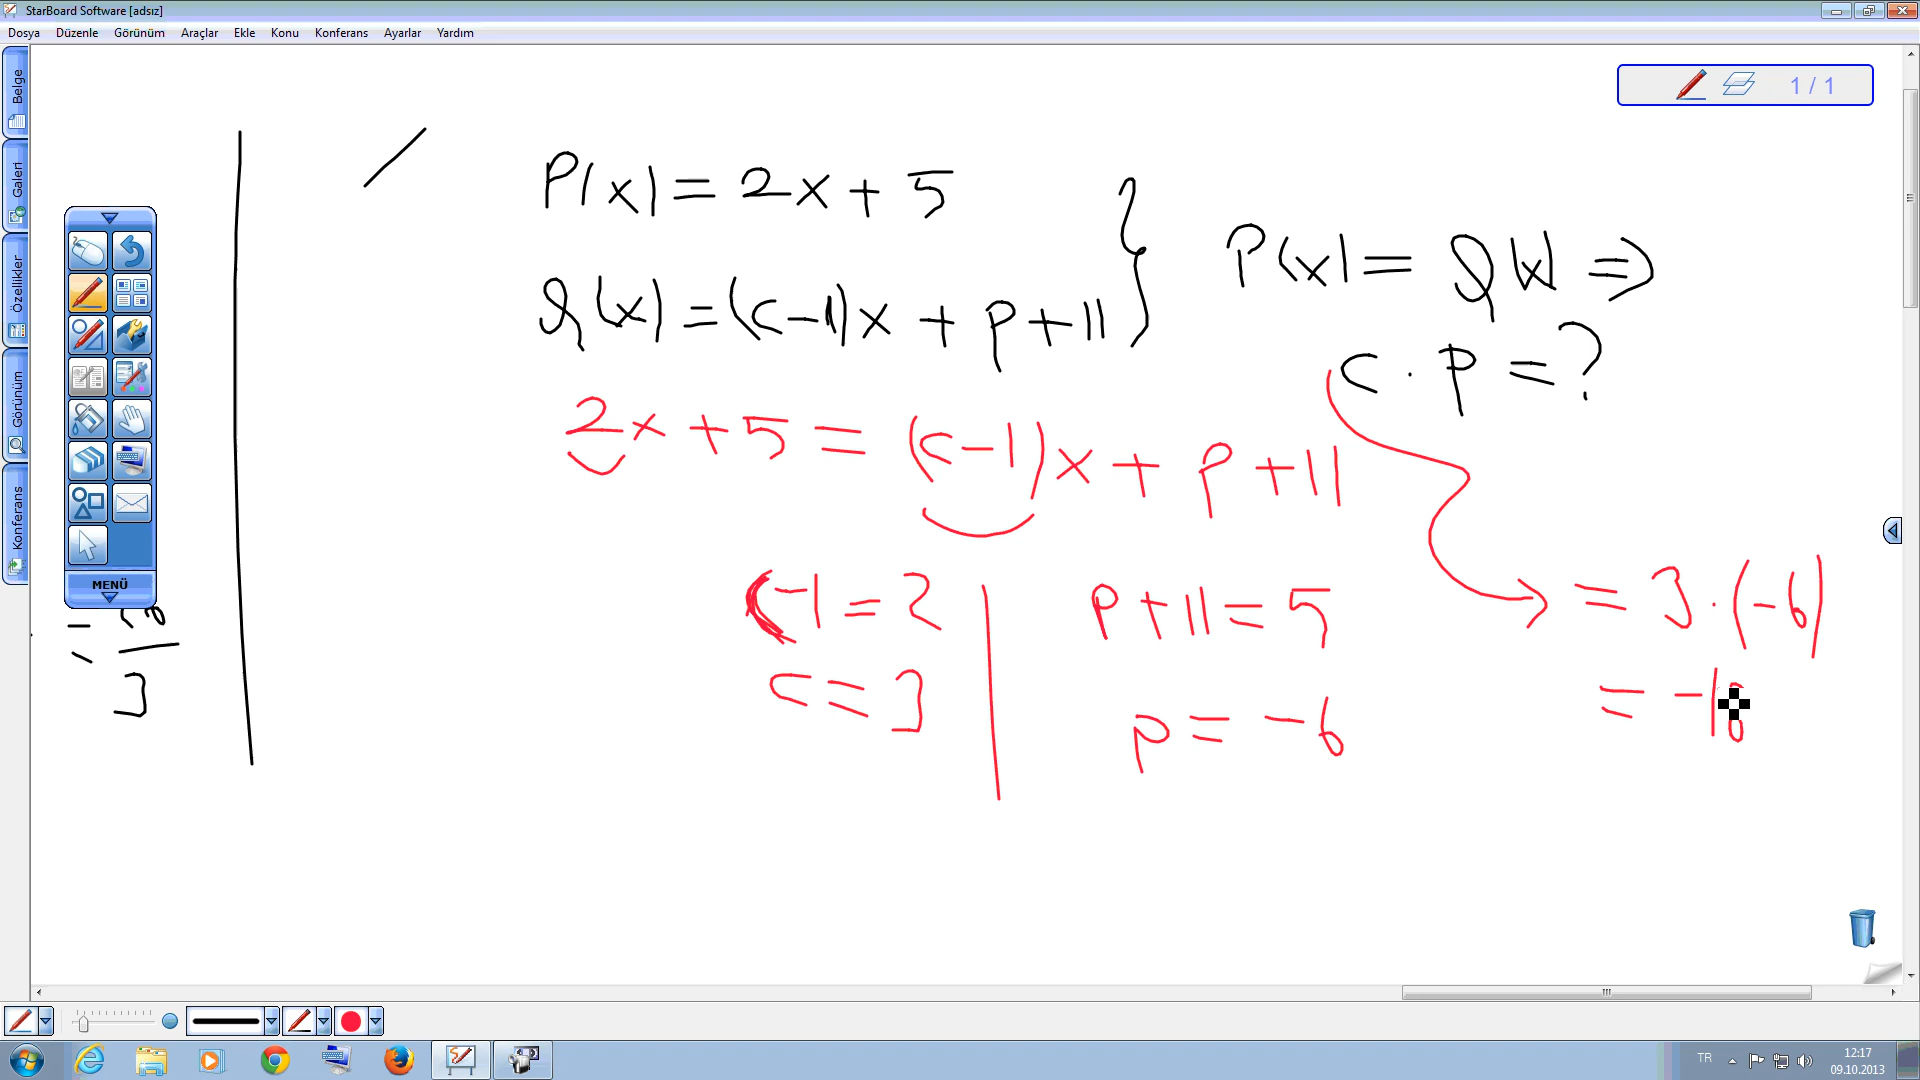 StarBoard Software [adsız]
Dosya Düzenle Görünüm Araçlar Ekle Konu Konferans Ayarlar Yardım
Belge
Galeri
Özellikler
Görünüm
Konferans
1 / 1
P(x) = 2x + 5
Q(x) = (c-1)x + p+11
P(x) = Q(x) ⇒
c . p = ?
2x + 5 = (c-1)x + p + 11
c-1 = 2
c = 3
p + 11 = 5
p = -6
= 3 . (-6)
= -18
MENÜ
=
3
TR
12:17
09.10.2013